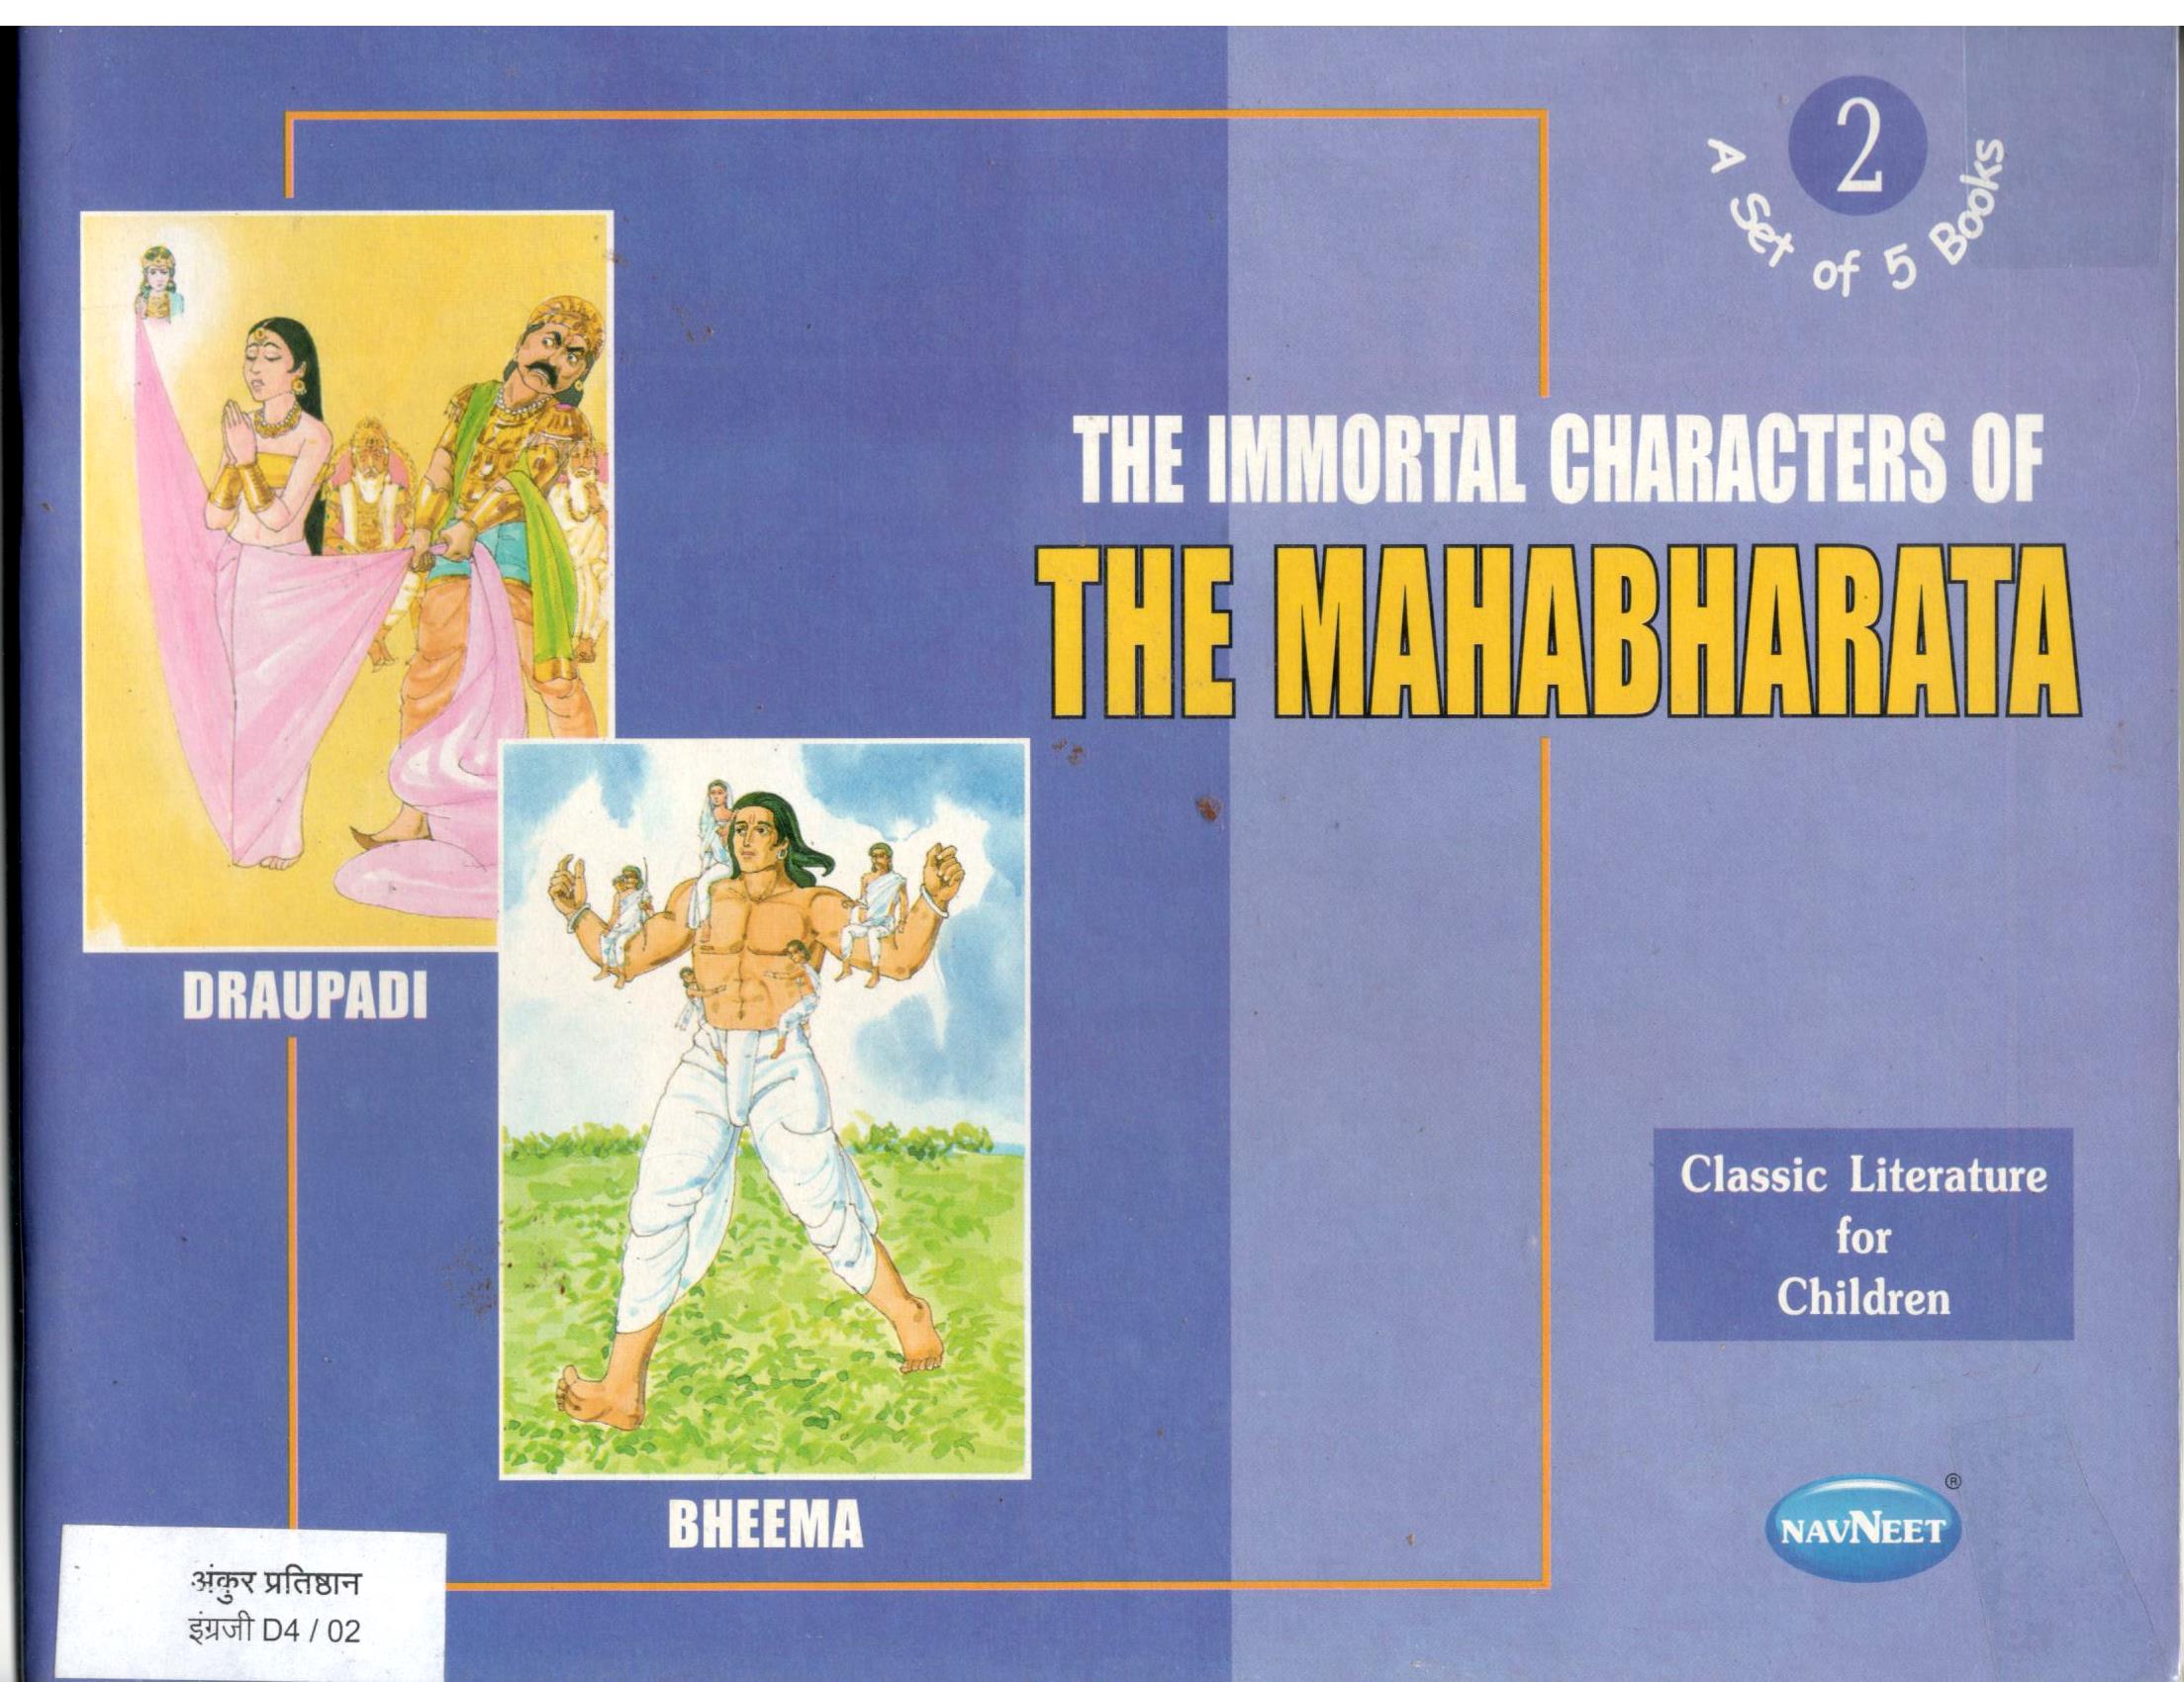 2
A Set of 5 Books
THE IMMORTAL CHARACTERS OF
THE MAHABHARATA
DRAUPADI
BHEEMA
Classic Literature
for
Children
NAVNEET ®
अंकुर प्रतिष्ठान
इंग्रजी D4 / 02